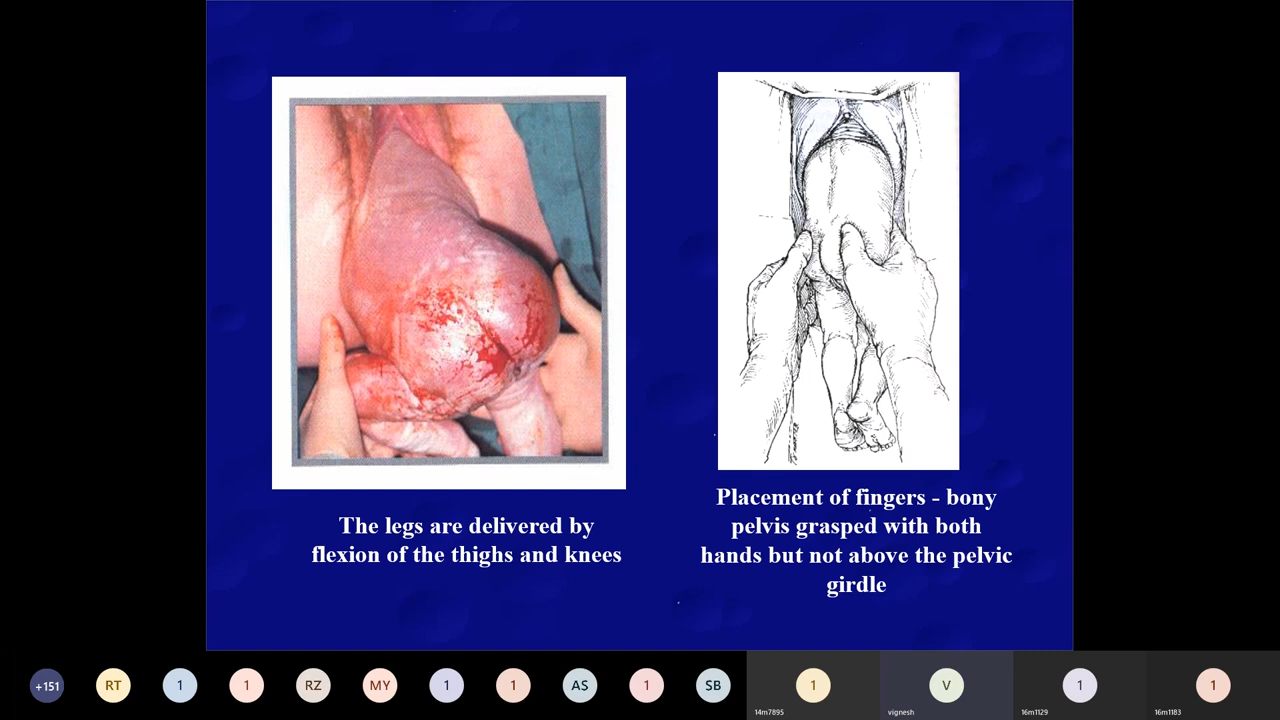 The legs are delivered by
flexion of the thighs and knees
Placement of fingers - bony
pelvis grasped with both
hands but not above the pelvic
girdle
+151
RT
1
1
RZ
MY
1
1
AS
1
SB
1
V
1
1
14m7895
vignesh
16m1129
16m1183